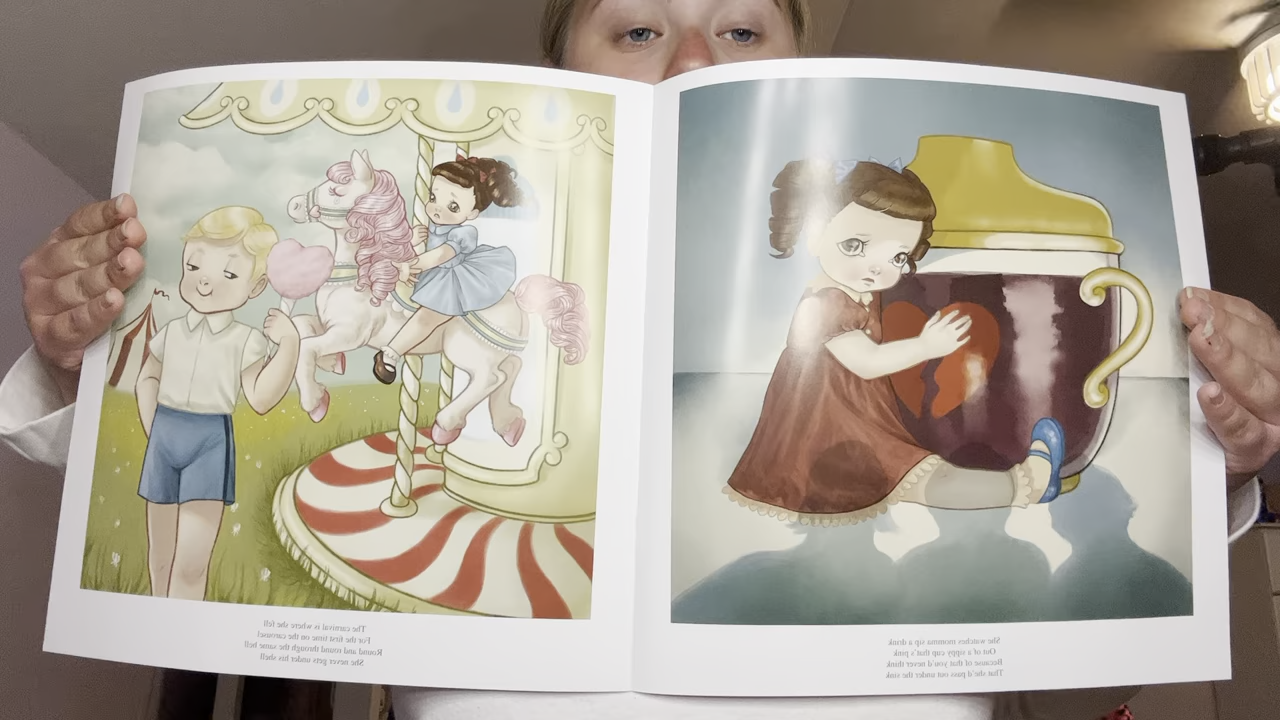 She watches momma sip a drink
Out of a sippy cup that's pink
Because of that you'd never think
That she'd pass out under the sink
The carnival is where she fell
For the first time on the carousel
Round and round through the same hell
She never gets under his shell